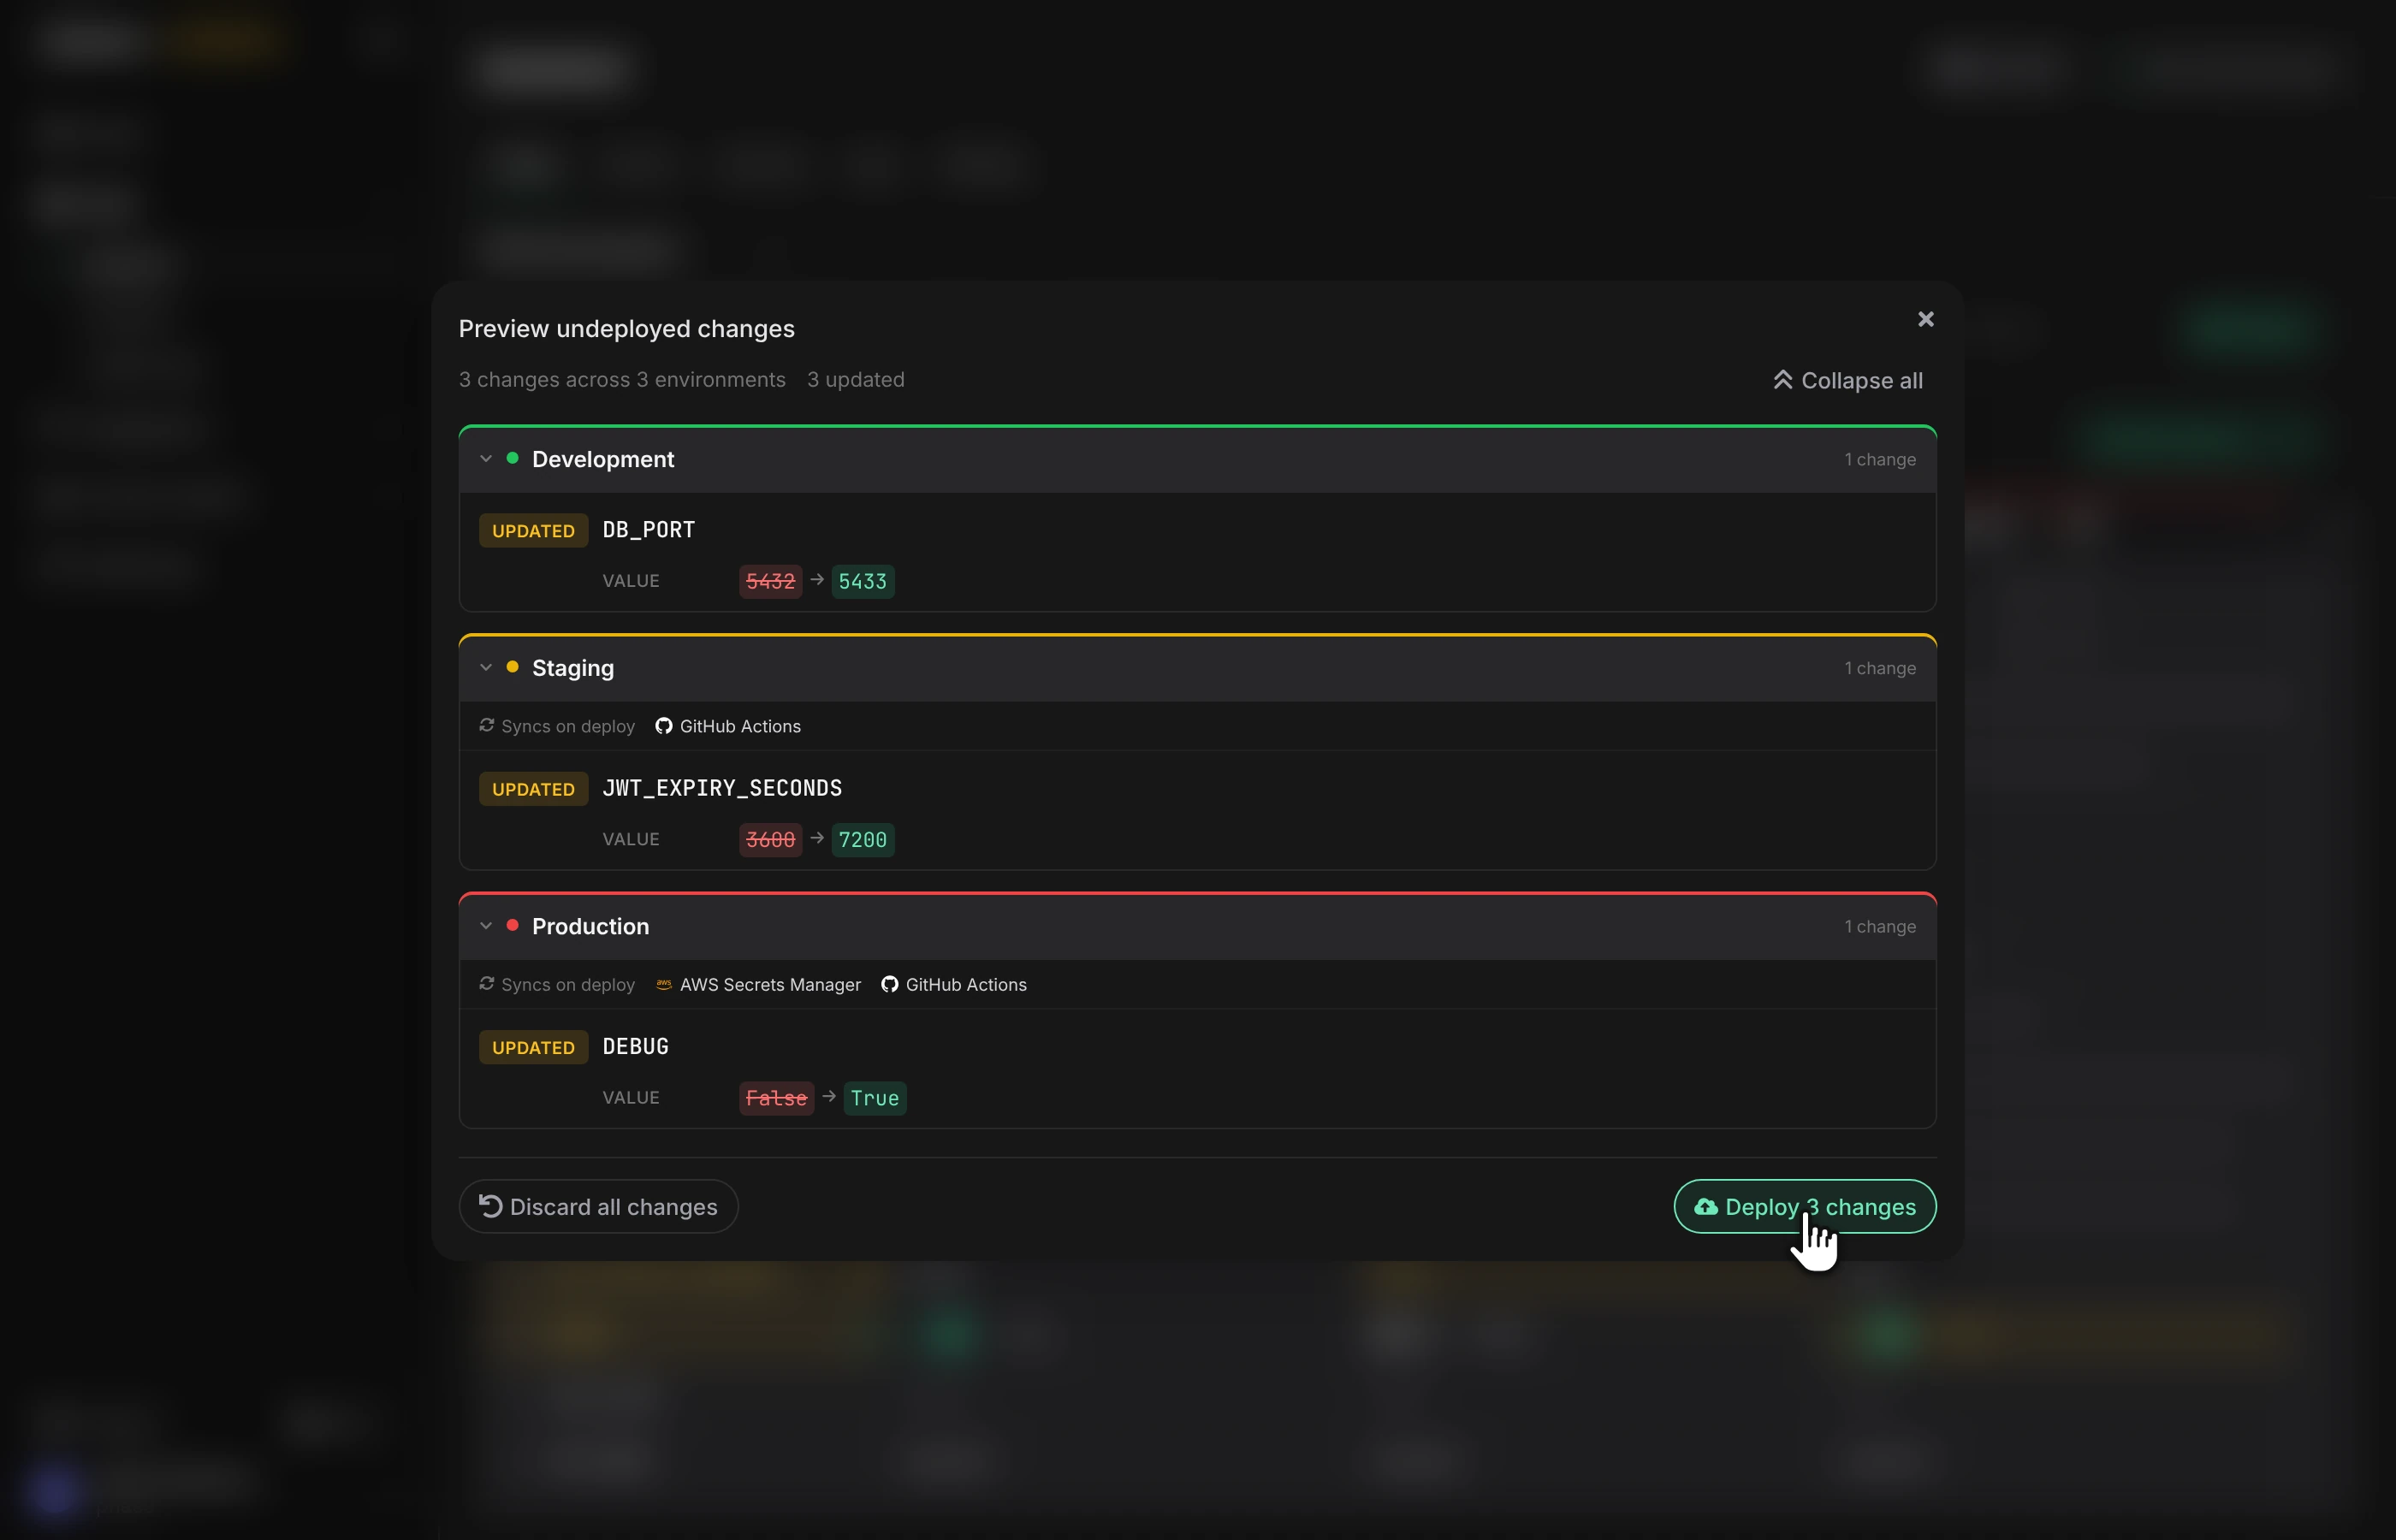 Preview undeployed changes
3 changes across 3 environments 3 updated
Collapse all
Development
1 change
UPDATED DB_PORT
VALUE 5432 → 5433
Staging
1 change
Syncs on deploy GitHub Actions
UPDATED JWT_EXPIRY_SECONDS
VALUE 3600 → 7200
Production
1 change
Syncs on deploy aws AWS Secrets Manager GitHub Actions
UPDATED DEBUG
VALUE False → True
Discard all changes
Deploy 3 changes